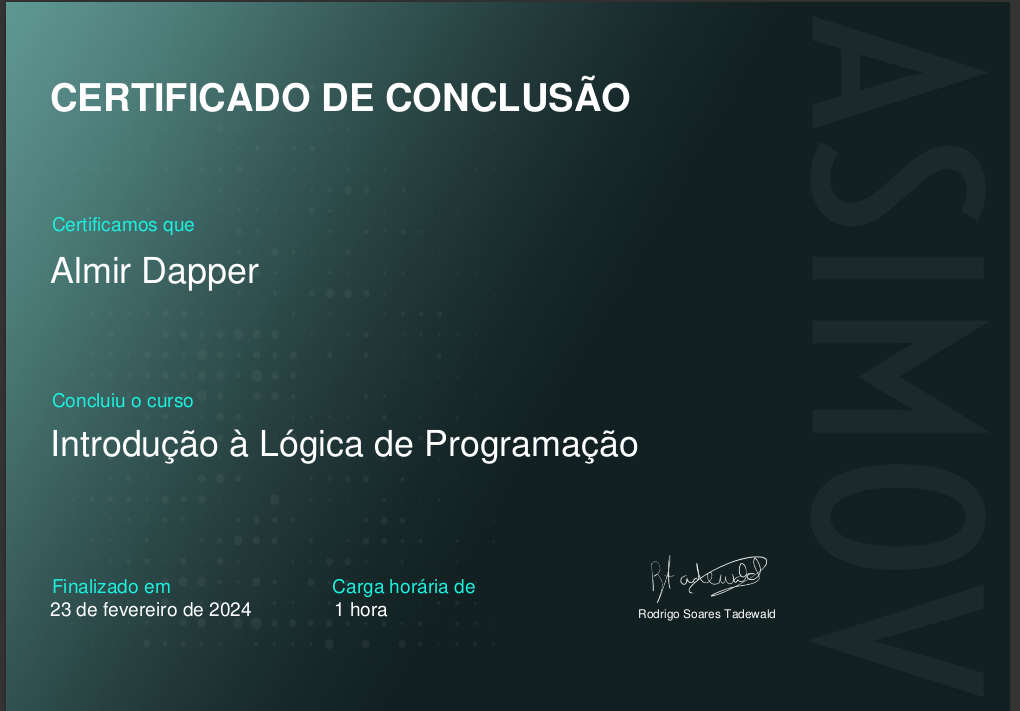 CERTIFICADO DE CONCLUSÃO
Certificamos que
Almir Dapper
Concluiu o curso
Introdução à Lógica de Programação
Finalizado em
23 de fevereiro de 2024
Carga horária de
1 hora
Rtadewald
Rodrigo Soares Tadewald
ASIMOV